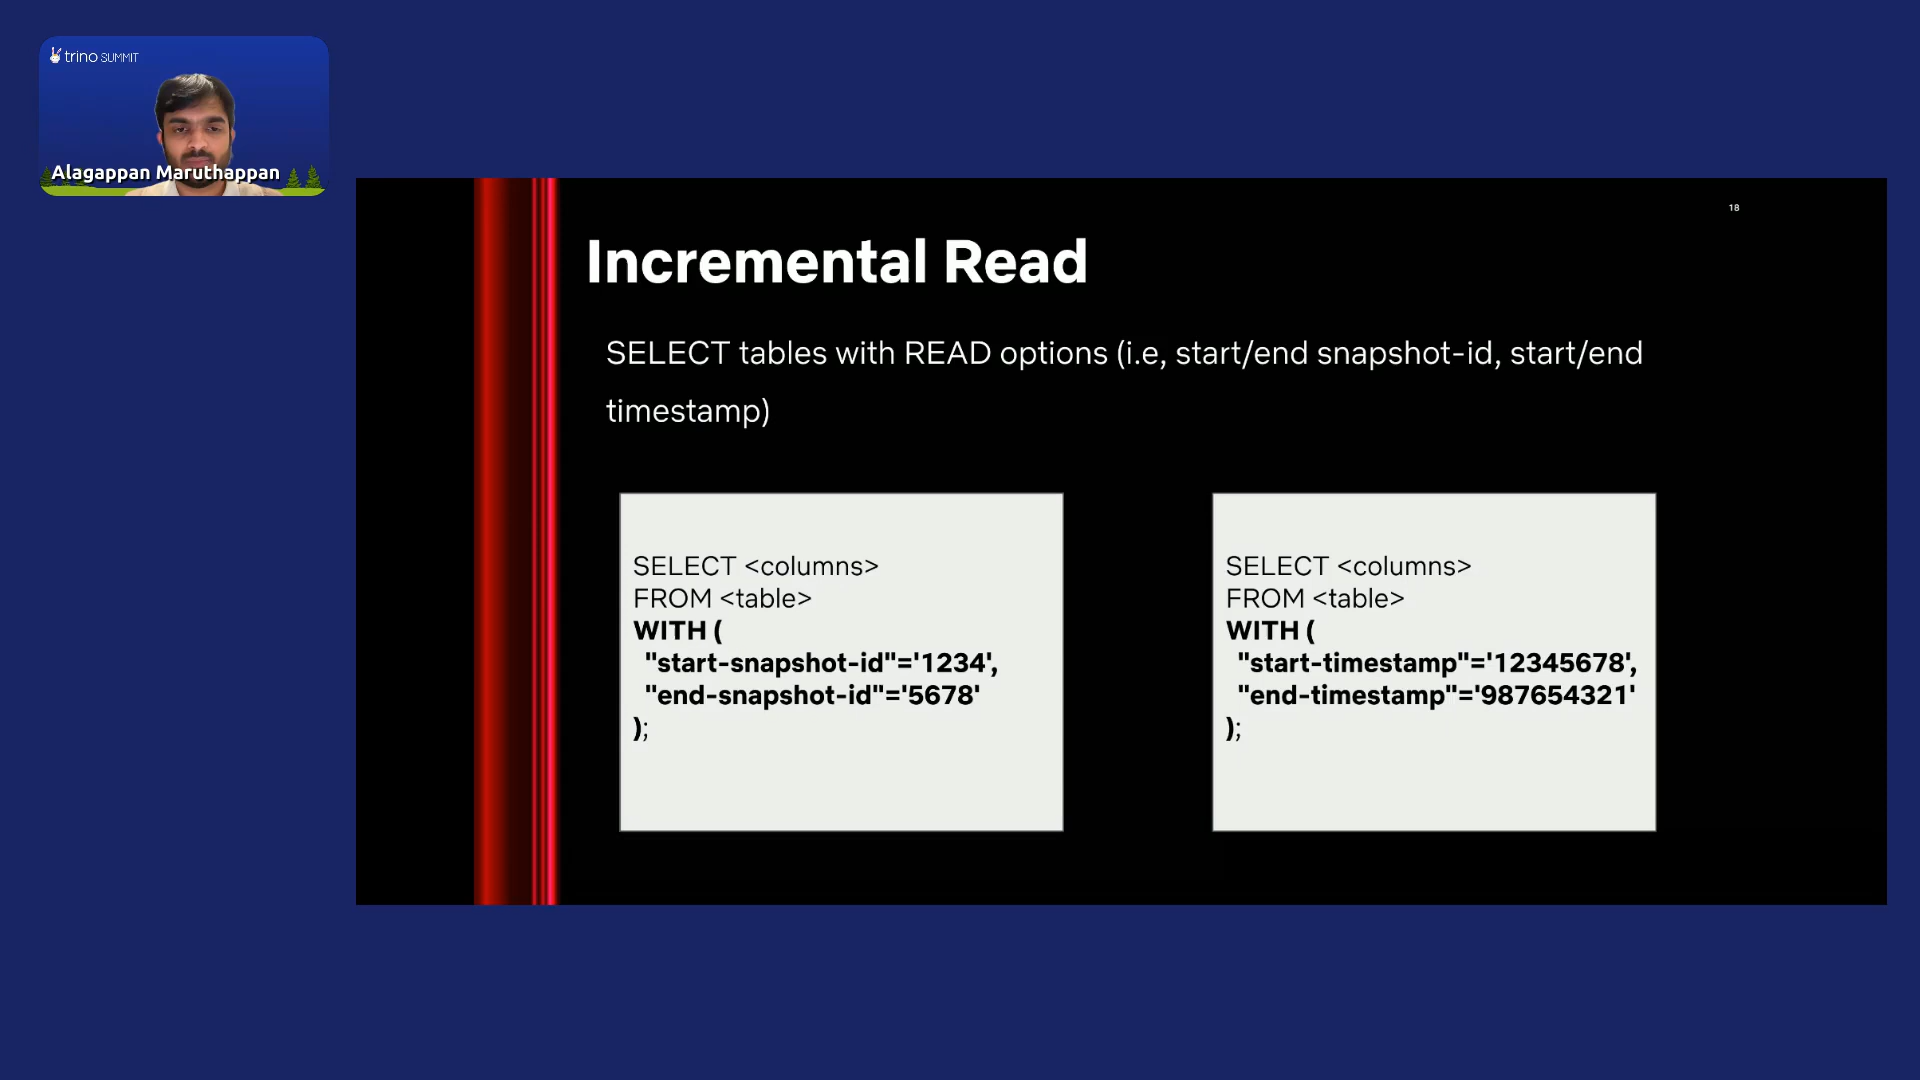 trino SUMMIT
Alagappan Maruthappan
18
Incremental Read
SELECT tables with READ options (i.e, start/end snapshot-id, start/end
timestamp)
SELECT <columns>
FROM <table>
WITH (
"start-snapshot-id"='1234',
"end-snapshot-id"='5678'
);
SELECT <columns>
FROM <table>
WITH (
"start-timestamp"='12345678',
"end-timestamp"='987654321'
);